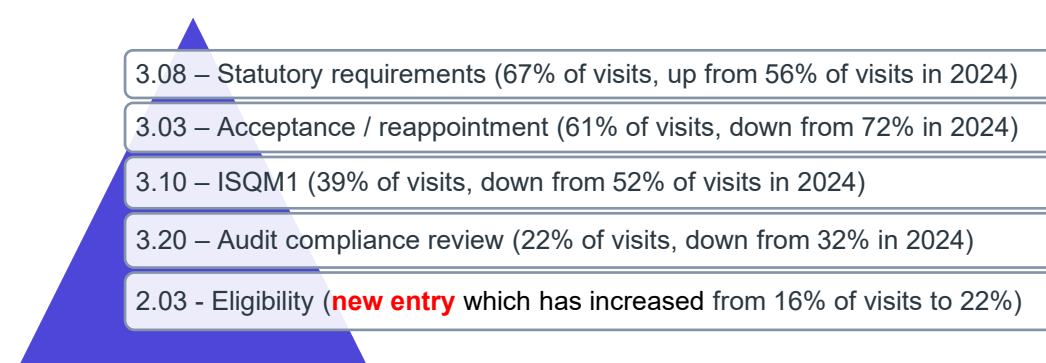 3.08 – Statutory requirements (67% of visits, up from 56% of visits in 2024)
3.03 – Acceptance / reappointment (61% of visits, down from 72% in 2024)
3.10 – ISQM1 (39% of visits, down from 52% of visits in 2024)
3.20 – Audit compliance review (22% of visits, down from 32% in 2024)
2.03 - Eligibility (new entry which has increased from 16% of visits to 22%)